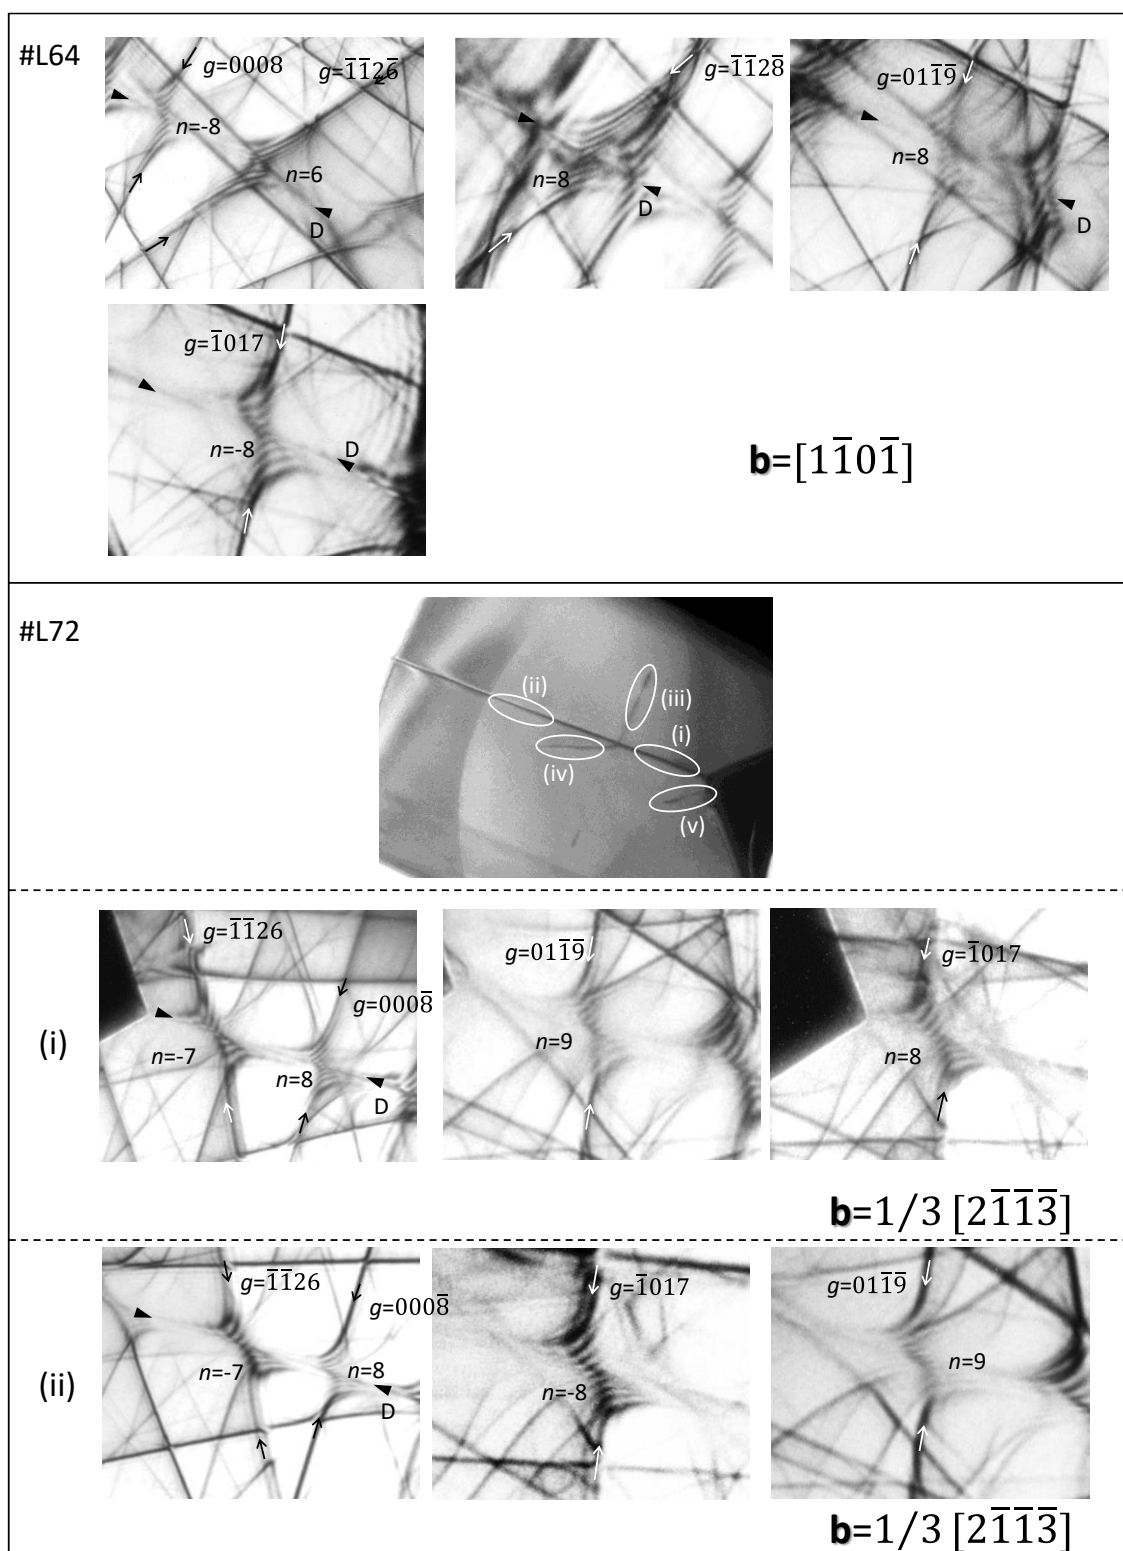 #L64
g=0008
g=1̅1̅26̅
n=-8
n=6
D
g=1̅1̅28̅
n=8
D
g=011̅9̅
n=8
D
g=1̅017
n=-8
D
b=[11̅01̅]
#L72
(ii)
(iii)
(i)
(iv)
(v)
(i)
g=1̅1̅26
g=0008̅
n=-7
n=8
D
g=011̅9̅
n=9
g=1̅017
n=8
b=1/3 [21̅1̅3̅]
(ii)
g=1̅1̅26
g=0008̅
n=-7
n=8
D
g=1̅017
n=-8
g=011̅9̅
n=9
b=1/3 [21̅1̅3̅]